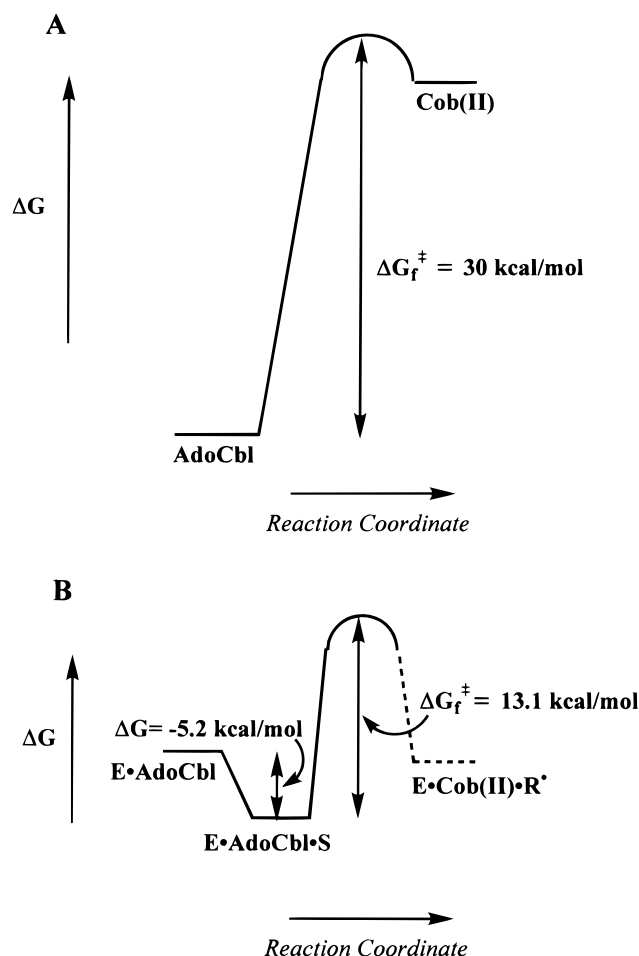 A
Cob(II)
ΔG
ΔG_f^‡ = 30 kcal/mol
AdoCbl
Reaction Coordinate
B
ΔG_f^‡ = 13.1 kcal/mol
ΔG= -5.2 kcal/mol
ΔG
E•AdoCbl
E•Cob(II)•R•
E•AdoCbl•S
Reaction Coordinate